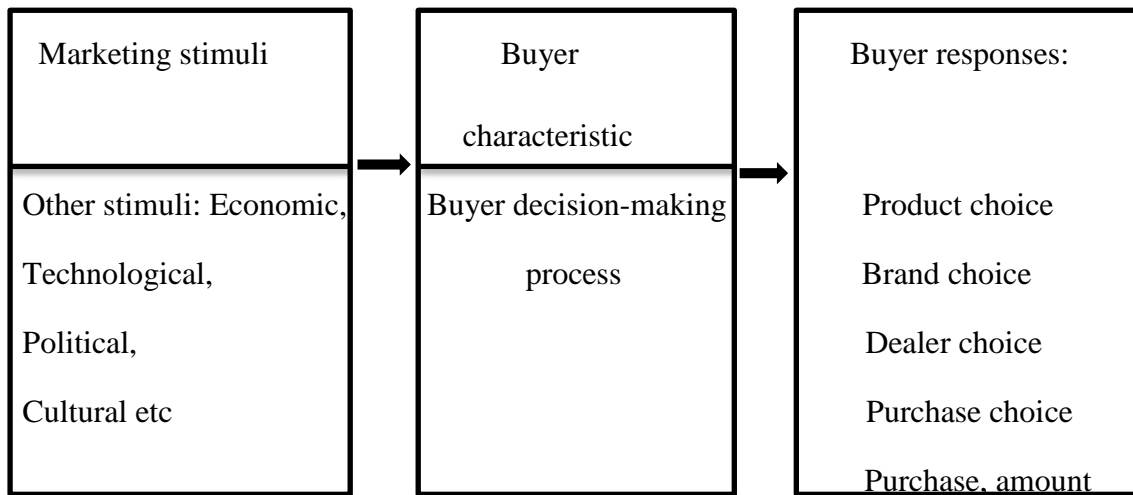 Marketing stimuli
Other stimuli: Economic,
Technological,
Political,
Cultural etc
Buyer
characteristic
Buyer decision-making
process
Buyer responses:
Product choice
Brand choice
Dealer choice
Purchase choice
Purchase, amount